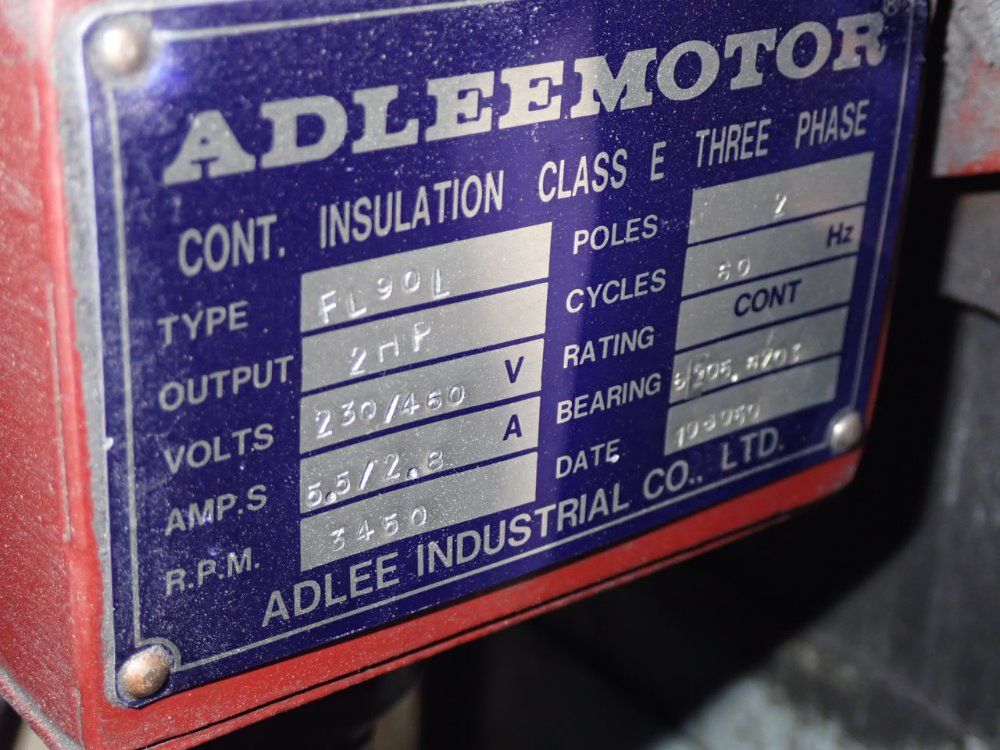 ADLEEMOTOR®
CONT. INSULATION CLASS E THREE PHASE
TYPE FL90L
OUTPUT 2HP
VOLTS 230/460 V
AMP.S 5.5/2.8 A
R.P.M. 3450
POLES 2
CYCLES 60 Hz
RATING CONT
BEARING
DATE
ADLEE INDUSTRIAL CO., LTD.